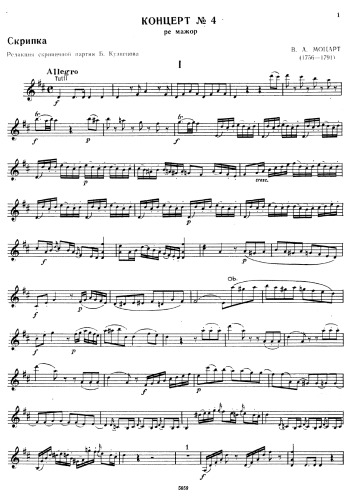 1
КОНЦЕРТ № 4
ре мажор
Скрипка
Редакция скрипичной партии Б. Кузнецова
В. А. МОЦАРТ
(1756—1791)
I
Allegro
Tutti
f
f
p
p
cresc.
f
p
f
p
Ob
f
p
f
p
f
p
f
p
1
f
5059